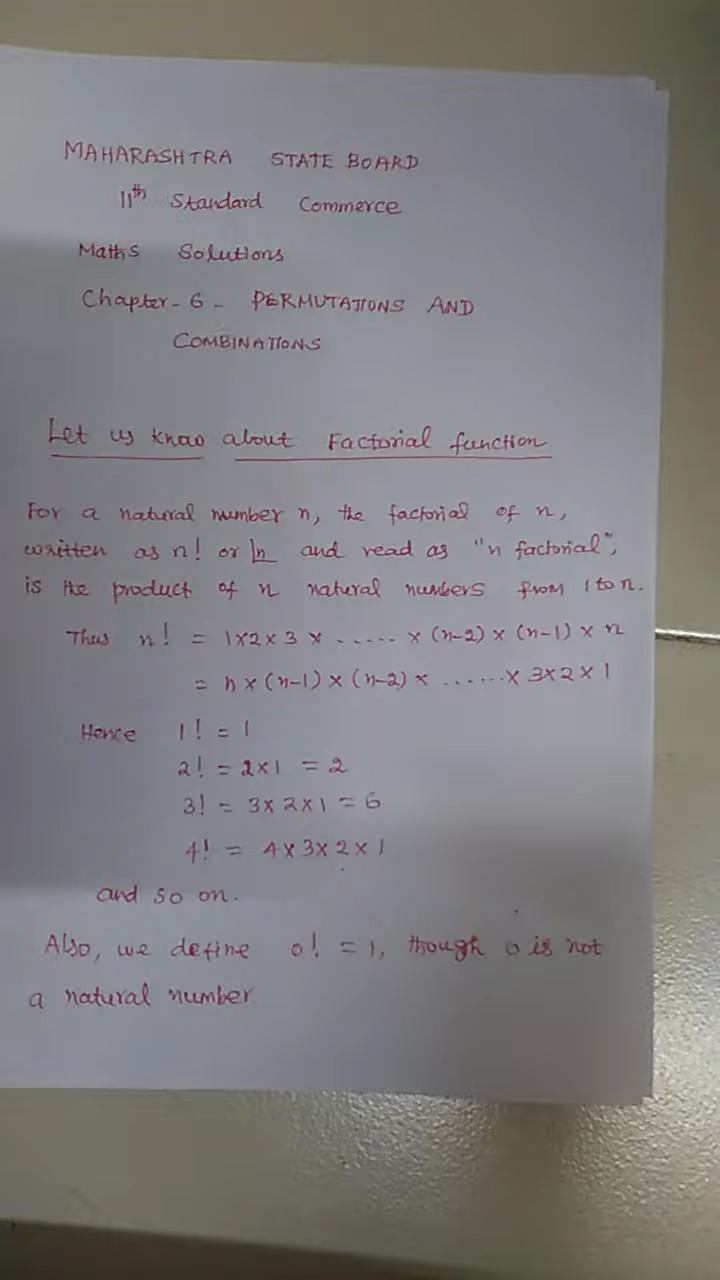 MAHARASHTRA STATE BOARD
11th Standard Commerce
Maths Solutions
Chapter - 6 - PERMUTATIONS AND
COMBINATIONS
Let us know about Factorial function
For a natural number n, the factorial of n,
written as n! or |n and read as "n factorial",
is the product of n natural numbers from 1 to n.
Thus n! = 1×2×3 × ...... × (n-2) × (n-1) × n
= n × (n-1) × (n-2) × ....... × 3×2×1
Hence 1! = 1
2! = 2×1 = 2
3! = 3×2×1 = 6
4! = 4×3×2×1
and so on.
Also, we define 0! = 1, though 0 is not
a natural number